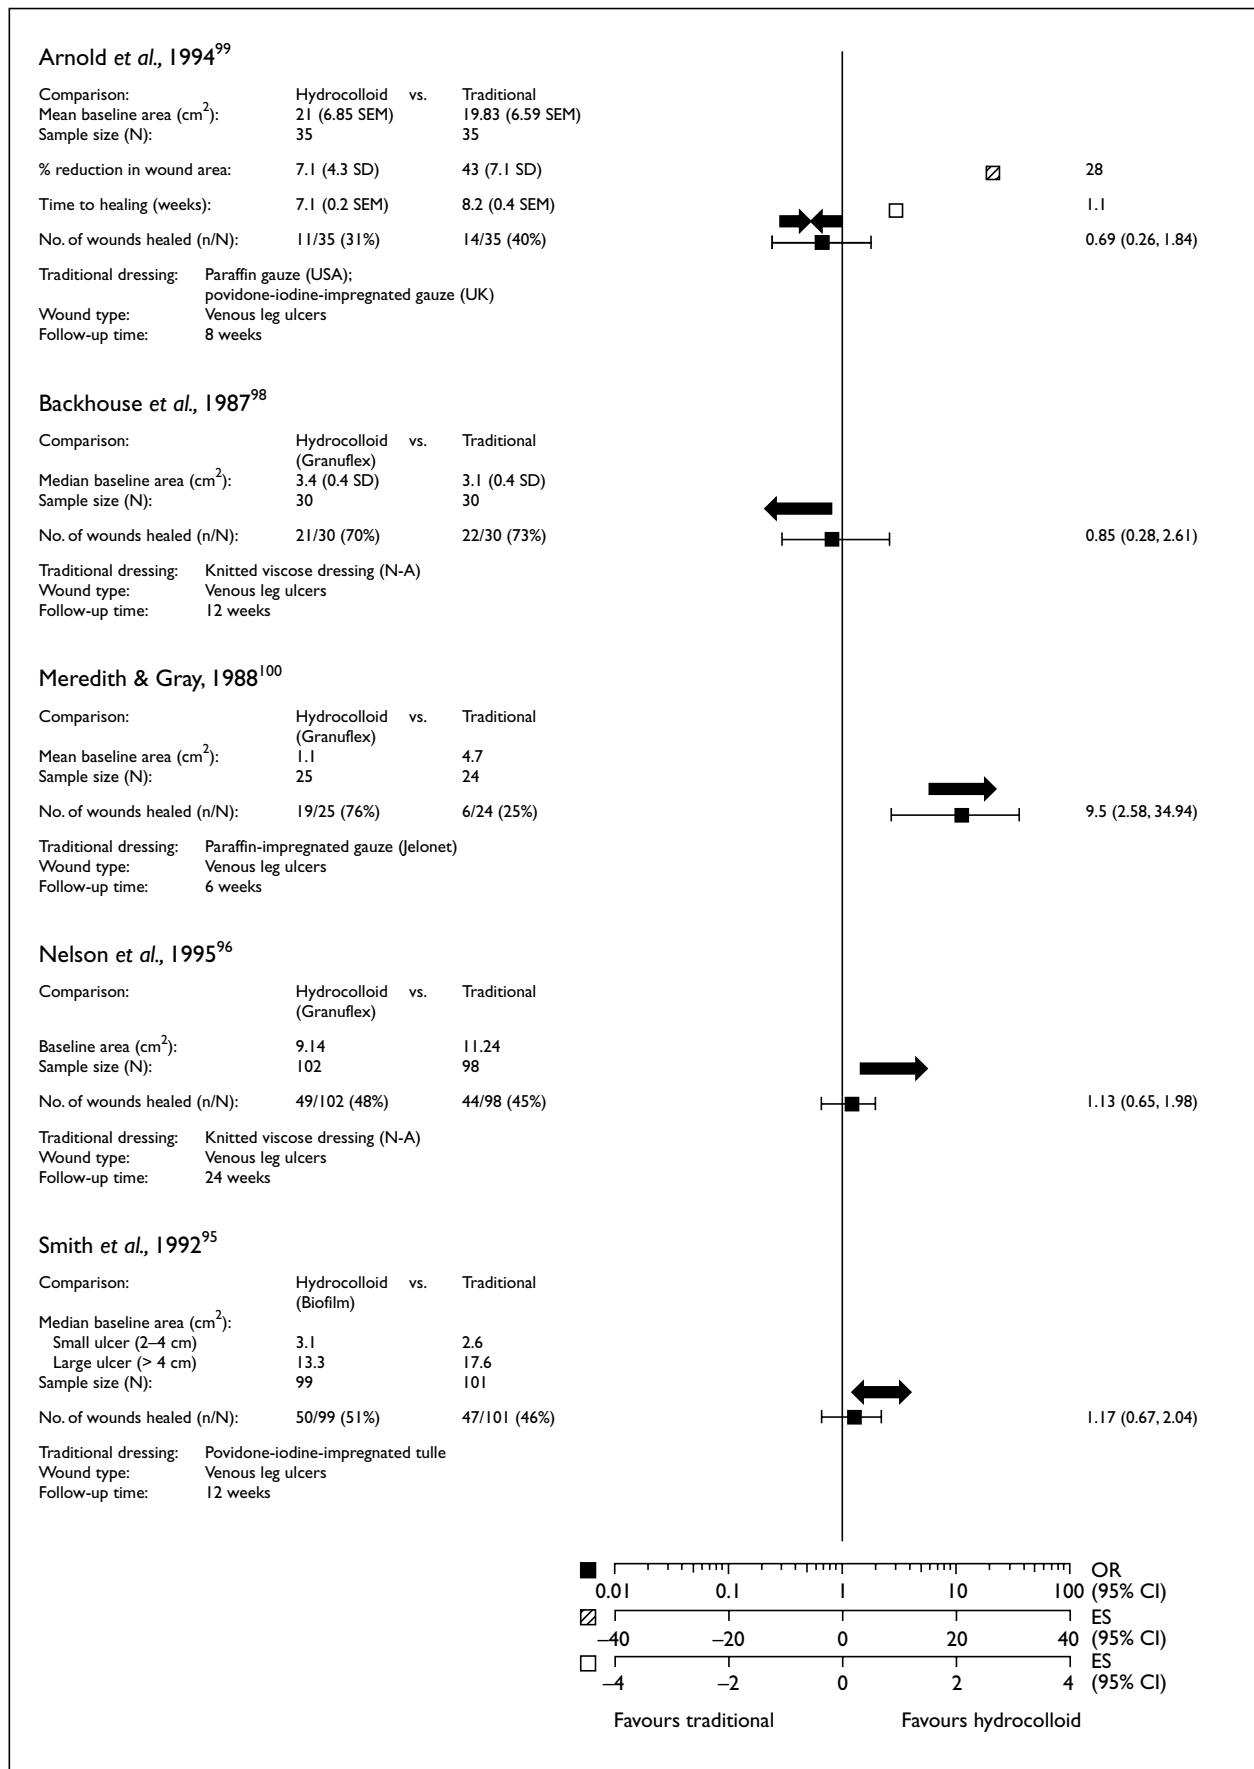 Arnold et al., 1994⁹⁹
Comparison: Hydrocolloid vs. Traditional
Mean baseline area (cm²): 21 (6.85 SEM) 19.83 (6.59 SEM)
Sample size (N): 35 35
% reduction in wound area: 7.1 (4.3 SD) 43 (7.1 SD) 28
Time to healing (weeks): 7.1 (0.2 SEM) 8.2 (0.4 SEM) 1.1
No. of wounds healed (n/N): 11/35 (31%) 14/35 (40%) 0.69 (0.26, 1.84)
Traditional dressing: Paraffin gauze (USA);
povidone-iodine-impregnated gauze (UK)
Wound type: Venous leg ulcers
Follow-up time: 8 weeks
Backhouse et al., 1987⁹⁸
Comparison: Hydrocolloid vs. Traditional
(Granuflex)
Median baseline area (cm²): 3.4 (0.4 SD) 3.1 (0.4 SD)
Sample size (N): 30 30
No. of wounds healed (n/N): 21/30 (70%) 22/30 (73%) 0.85 (0.28, 2.61)
Traditional dressing: Knitted viscose dressing (N-A)
Wound type: Venous leg ulcers
Follow-up time: 12 weeks
Meredith & Gray, 1988¹⁰⁰
Comparison: Hydrocolloid vs. Traditional
(Granuflex)
Mean baseline area (cm²): 1.1 4.7
Sample size (N): 25 24
No. of wounds healed (n/N): 19/25 (76%) 6/24 (25%) 9.5 (2.58, 34.94)
Traditional dressing: Paraffin-impregnated gauze (Jelonet)
Wound type: Venous leg ulcers
Follow-up time: 6 weeks
Nelson et al., 1995⁹⁶
Comparison: Hydrocolloid vs. Traditional
(Granuflex)
Baseline area (cm²): 9.14 11.24
Sample size (N): 102 98
No. of wounds healed (n/N): 49/102 (48%) 44/98 (45%) 1.13 (0.65, 1.98)
Traditional dressing: Knitted viscose dressing (N-A)
Wound type: Venous leg ulcers
Follow-up time: 24 weeks
Smith et al., 1992⁹⁵
Comparison: Hydrocolloid vs. Traditional
(Biofilm)
Median baseline area (cm²):
Small ulcer (2–4 cm) 3.1 2.6
Large ulcer (> 4 cm) 13.3 17.6
Sample size (N): 99 101
No. of wounds healed (n/N): 50/99 (51%) 47/101 (46%) 1.17 (0.67, 2.04)
Traditional dressing: Povidone-iodine-impregnated tulle
Wound type: Venous leg ulcers
Follow-up time: 12 weeks
OR
0.01 0.1 1 10 100 (95% CI)
ES
–40 –20 0 20 40 (95% CI)
ES
–4 –2 0 2 4 (95% CI)
Favours traditional Favours hydrocolloid